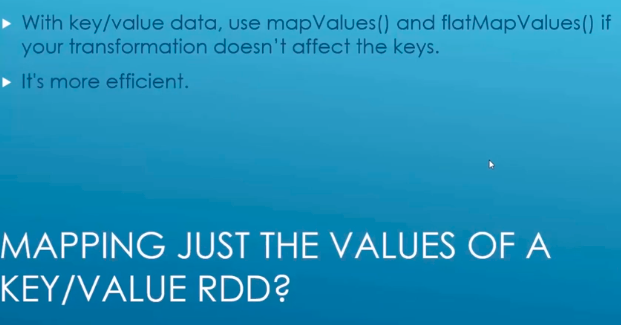 With key/value data, use mapValues() and flatMapValues() if
your transformation doesn't affect the keys.
It's more efficient.
MAPPING JUST THE VALUES OF A
KEY/VALUE RDD?